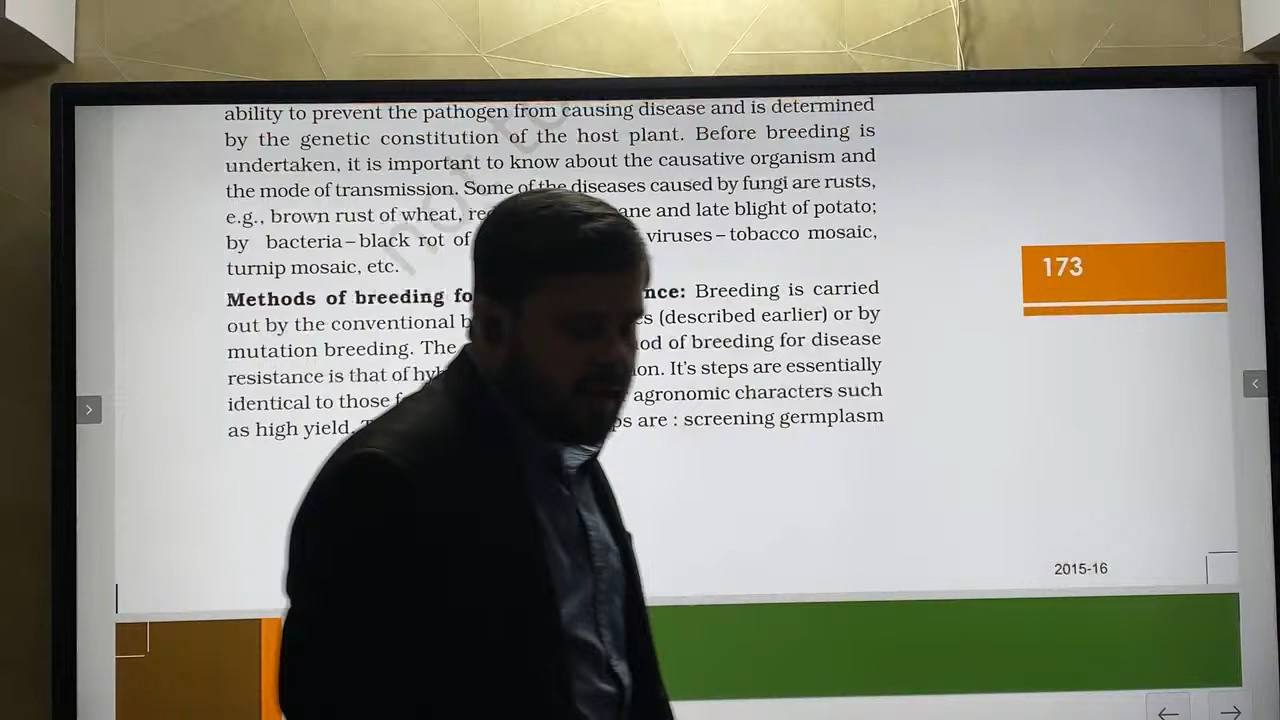 ability to prevent the pathogen from causing disease and is determined
by the genetic constitution of the host plant. Before breeding is
undertaken, it is important to know about the causative organism and
the mode of transmission. Some of the diseases caused by fungi are rusts,
e.g., brown rust of wheat, ane and late blight of potato;
by bacteria – black rot of viruses – tobacco mosaic,
turnip mosaic, etc.
Methods of breeding fo nce: Breeding is carried
out by the conventional b s (described earlier) or by
mutation breeding. The od of breeding for disease
resistance is that of hyb ion. It's steps are essentially
identical to those f agronomic characters such
as high yield. ps are : screening germplasm
173
2015-16